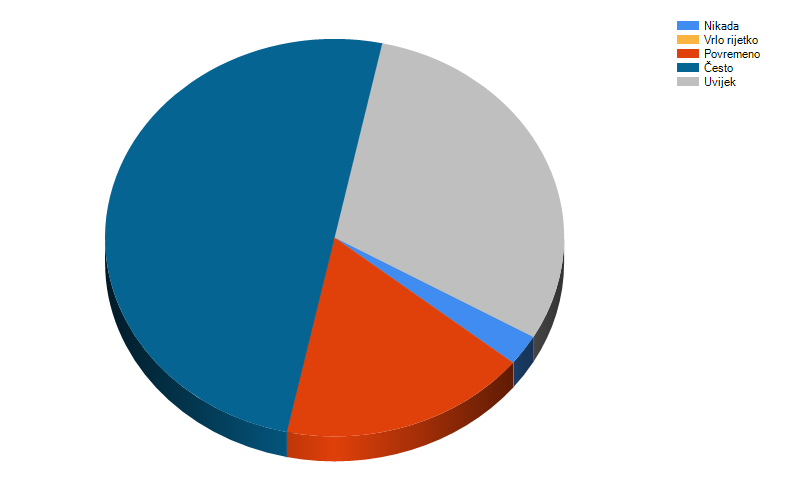 Nikada
Vrlo rijetko
Povremeno
Često
Uvijek